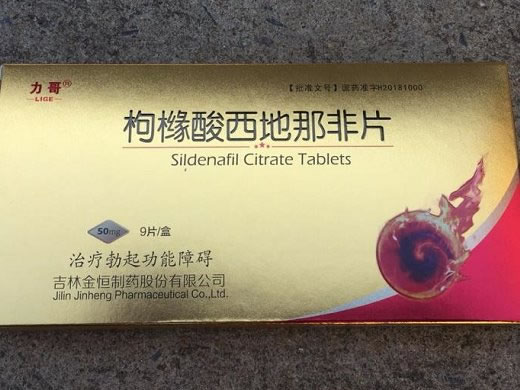 力哥®
LIGE
【批准文号】国药准字H20181000
枸橼酸西地那非片
Sildenafil Citrate Tablets
50mg 9片/盒
治疗勃起功能障碍
吉林金恒制药股份有限公司
Jilin Jinheng Pharmaceutical Co.,Ltd.